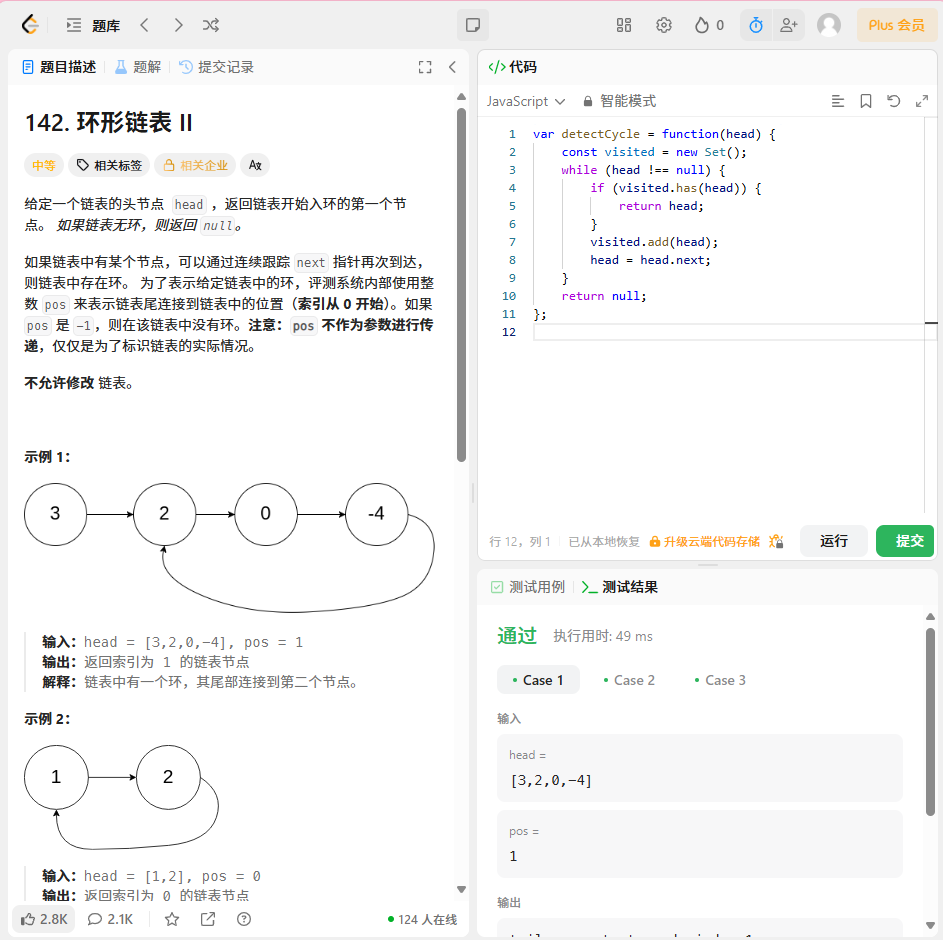 题库
0
Plus 会员
题目描述
题解
提交记录
142. 环形链表 II
中等
相关标签
相关企业
给定一个链表的头节点 head ，返回链表开始入环的第一个节
点。 如果链表无环，则返回 null。
如果链表中有某个节点，可以通过连续跟踪 next 指针再次到达，
则链表中存在环。 为了表示给定链表中的环，评测系统内部使用整
数 pos 来表示链表尾连接到链表中的位置（索引从 0 开始）。如果
pos 是 -1，则在该链表中没有环。注意：pos 不作为参数进行传
递，仅仅是为了标识链表的实际情况。
不允许修改 链表。
示例 1：
3
2
0
-4
输入：head = [3,2,0,-4], pos = 1
输出：返回索引为 1 的链表节点
解释：链表中有一个环，其尾部连接到第二个节点。
示例 2：
1
2
输入：head = [1,2], pos = 0
输出：返回索引为 0 的链表节点
2.8K
2.1K
124 人在线
</> 代码
JavaScript
智能模式
1 var detectCycle = function(head) {
2 const visited = new Set();
3 while (head !== null) {
4 if (visited.has(head)) {
5 return head;
6 }
7 visited.add(head);
8 head = head.next;
9 }
10 return null;
11 };
12
行 12，列 1
已从本地恢复
升级云端代码存储
运行
提交
测试用例
测试结果
通过
执行用时: 49 ms
Case 1
Case 2
Case 3
输入
head =
[3,2,0,-4]
pos =
1
输出